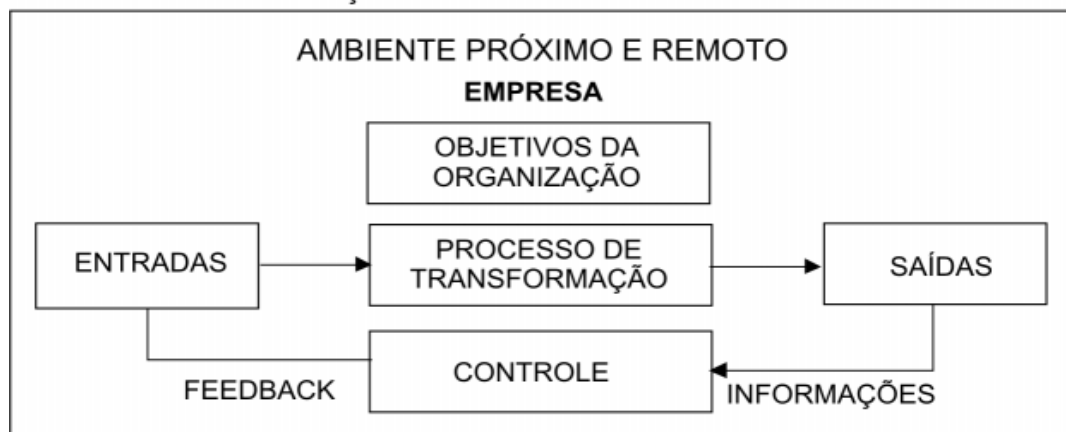 AMBIENTE PRÓXIMO E REMOTO
EMPRESA
OBJETIVOS DA
ORGANIZAÇÃO
ENTRADAS
PROCESSO DE
TRANSFORMAÇÃO
SAÍDAS
CONTROLE
FEEDBACK
INFORMAÇÕES